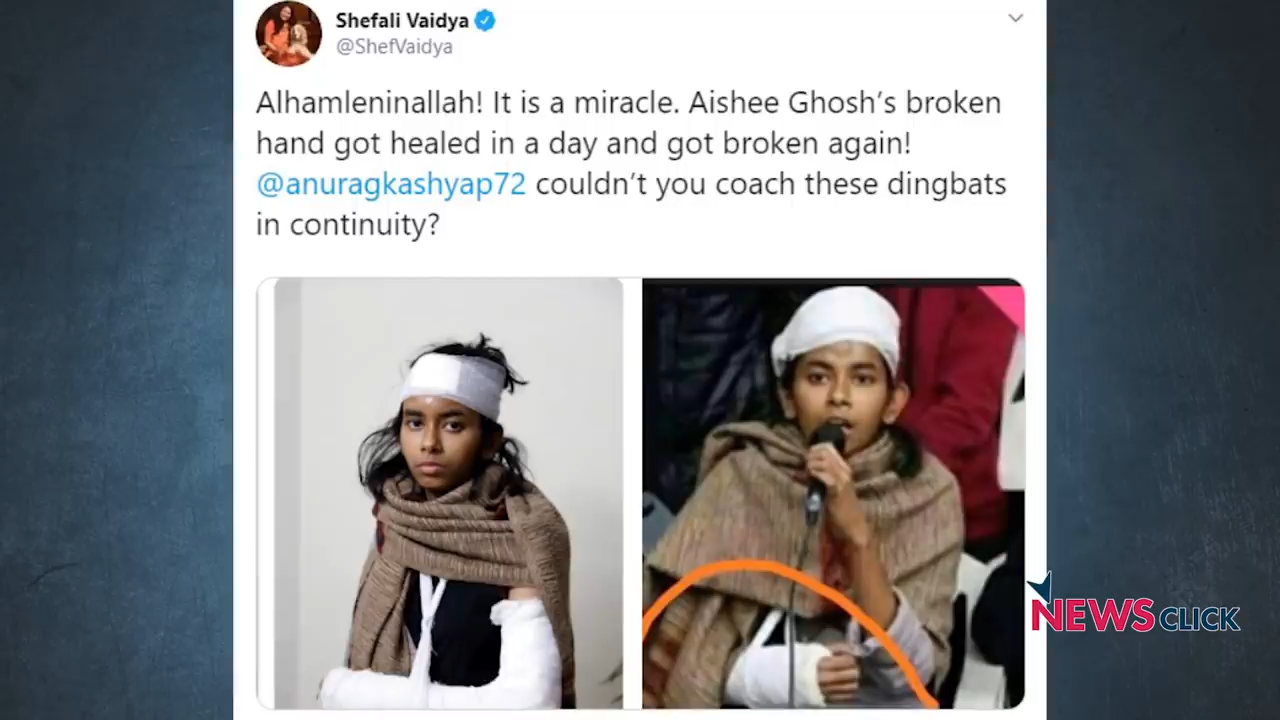 Shefali Vaidya
@ShefVaidya
Alhamleninallah! It is a miracle. Aishee Ghosh’s broken
hand got healed in a day and got broken again!
@anuragkashyap72 couldn’t you coach these dingbats
in continuity?
NEWSCLICK